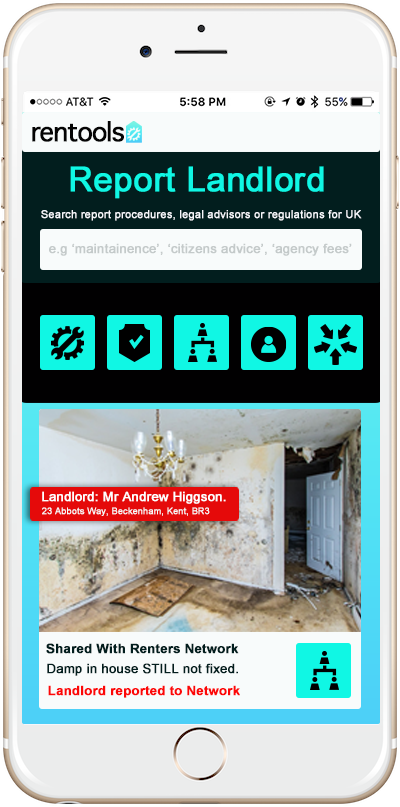 AT&T 5:58 PM 55%
rentools
Report Landlord
Search report procedures, legal advisors or regulations for UK
e.g 'maintainence', 'citizens advice', 'agency fees'
Landlord: Mr Andrew Higgson.
23 Abbots Way, Beckenham, Kent, BR3
Shared With Renters Network
Damp in house STILL not fixed.
Landlord reported to Network